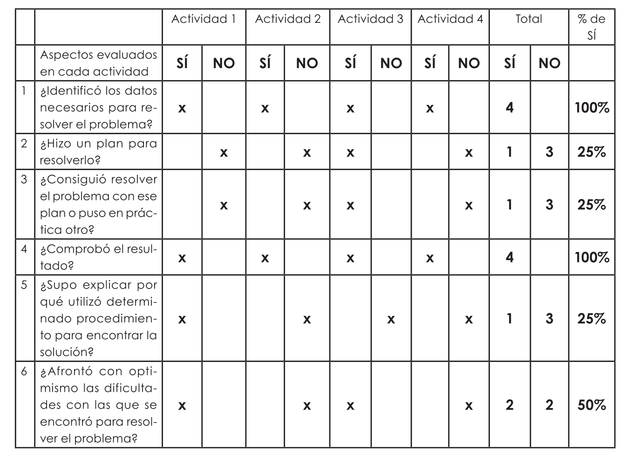 Actividad 1 Actividad 2 Actividad 3 Actividad 4 Total % de
SÍ
Aspectos evaluados
en cada actividad SÍ NO SÍ NO SÍ NO SÍ NO SÍ NO
1 ¿Identificó los datos
necesarios para re-
solver el problema? x x x x 4 100%
2 ¿Hizo un plan para
resolverlo? x x x x 1 3 25%
3 ¿Consiguió resolver
el problema con ese
plan o puso en prác-
tica otro? x x x x 1 3 25%
4 ¿Comprobó el resul-
tado? x x x x 4 100%
5 ¿Supo explicar por
qué utilizó determi-
nado procedimien-
to para encontrar la
solución? x x x x 1 3 25%
6 ¿Afrontó con opti-
mismo las dificulta-
des con las que se
encontró para resol-
ver el problema? x x x x 2 2 50%